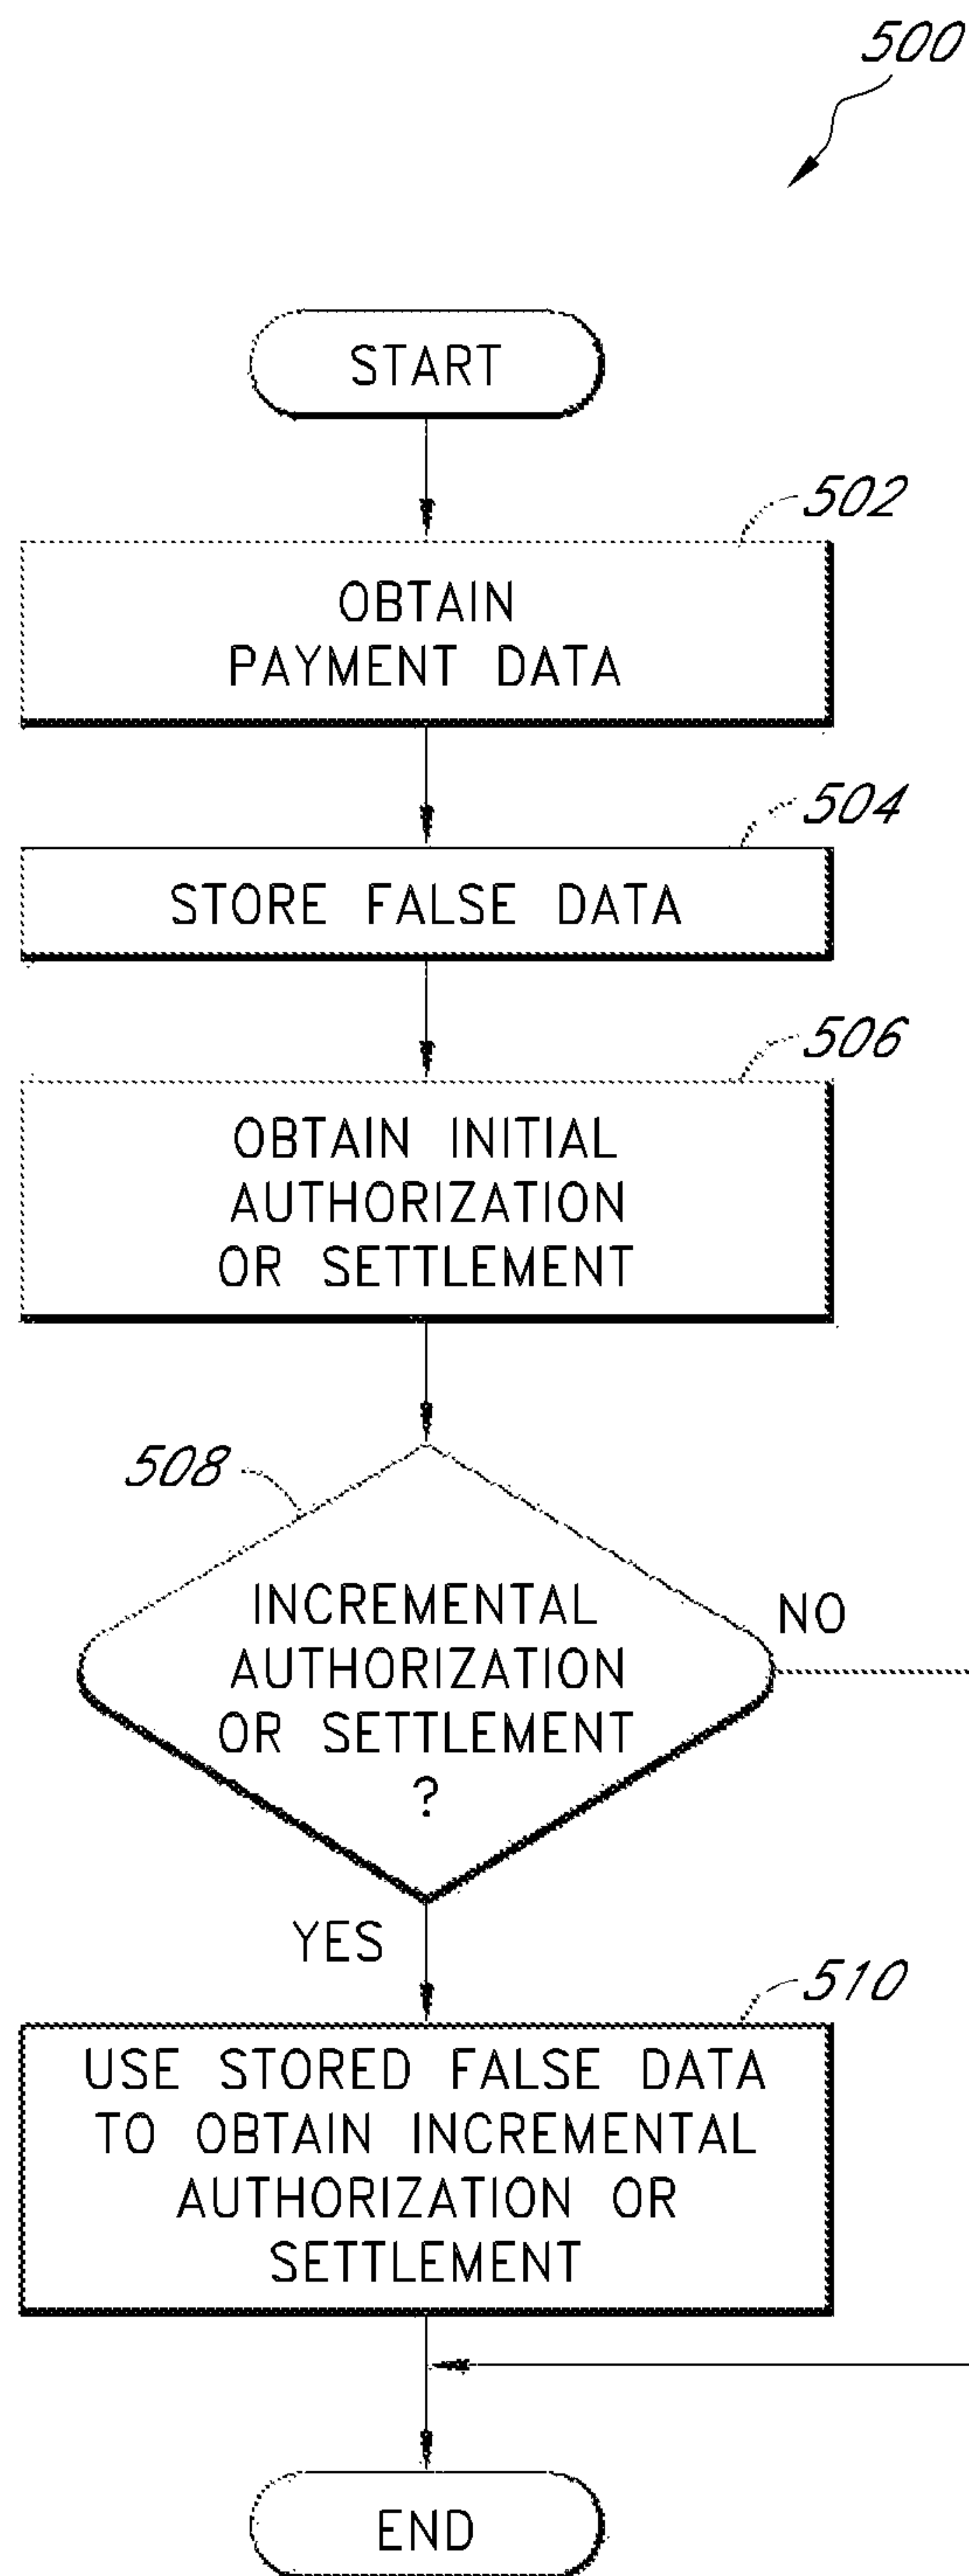 500
START
502
OBTAIN
PAYMENT DATA
504
STORE FALSE DATA
506
OBTAIN INITIAL
AUTHORIZATION
OR SETTLEMENT
508
INCREMENTAL
AUTHORIZATION
OR SETTLEMENT
?
NO
YES
510
USE STORED FALSE DATA
TO OBTAIN INCREMENTAL
AUTHORIZATION OR
SETTLEMENT
END